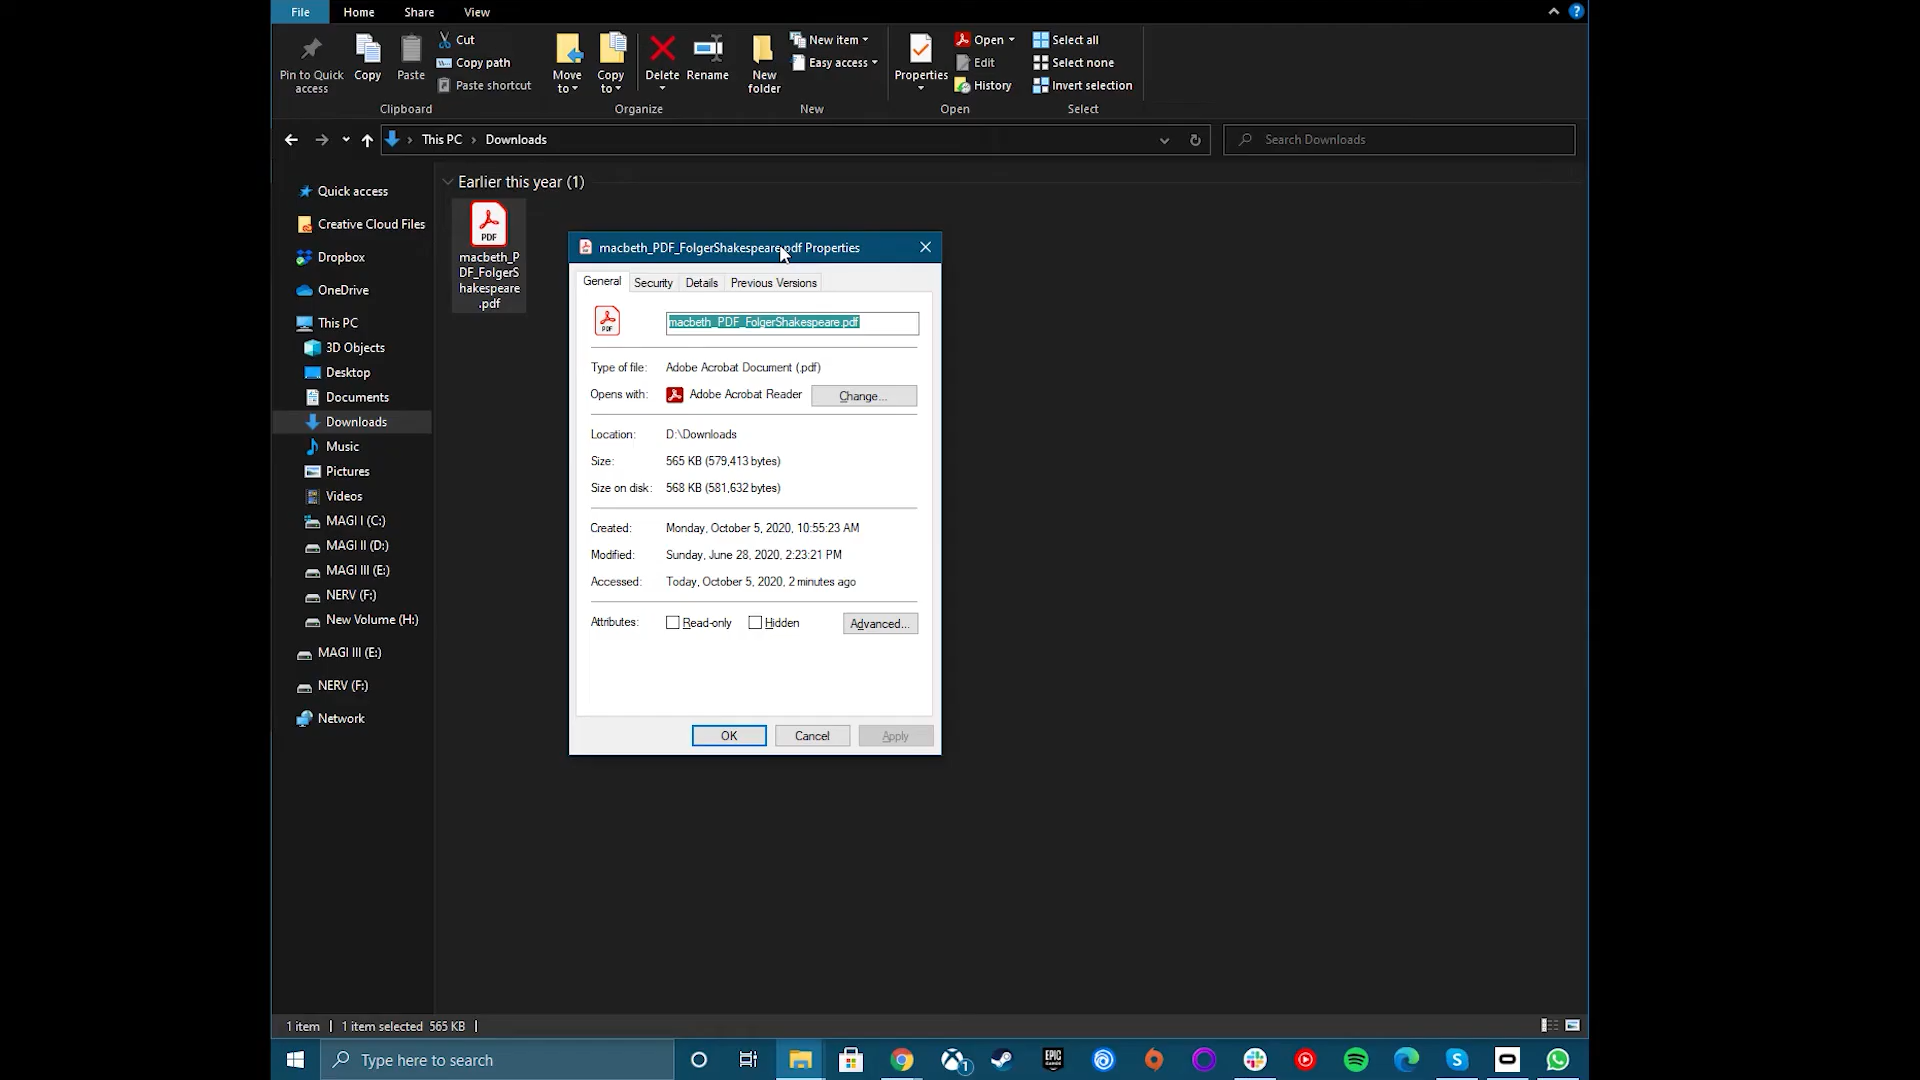 File Home Share View
Pin to Quick access
Copy
Paste
Cut
Copy path
Paste shortcut
Clipboard
Move to
Copy to
Delete
Rename
Organize
New folder
New item
Easy access
New
Properties
Open
Edit
History
Open
Select all
Select none
Invert selection
Select
This PC Downloads
Search Downloads
Quick access
Creative Cloud Files
Dropbox
OneDrive
This PC
3D Objects
Desktop
Documents
Downloads
Music
Pictures
Videos
MAGI I (C:)
MAGI II (D:)
MAGI III (E:)
NERV (F:)
New Volume (H:)
MAGI III (E:)
NERV (F:)
Network
Earlier this year (1)
PDF
macbeth_P
DF_FolgerS
hakespeare
.pdf
macbeth_PDF_FolgerShakespeare.pdf Properties
General Security Details Previous Versions
PDF
macbeth_PDF_FolgerShakespeare.pdf
Type of file: Adobe Acrobat Document (.pdf)
Opens with: Adobe Acrobat Reader Change...
Location: D:\Downloads
Size: 565 KB (579,413 bytes)
Size on disk: 568 KB (581,632 bytes)
Created: Monday, October 5, 2020, 10:55:23 AM
Modified: Sunday, June 28, 2020, 2:23:21 PM
Accessed: Today, October 5, 2020, 2 minutes ago
Attributes: Read-only Hidden Advanced...
OK Cancel Apply
1 item 1 item selected 565 KB
Type here to search
1
EPIC
S